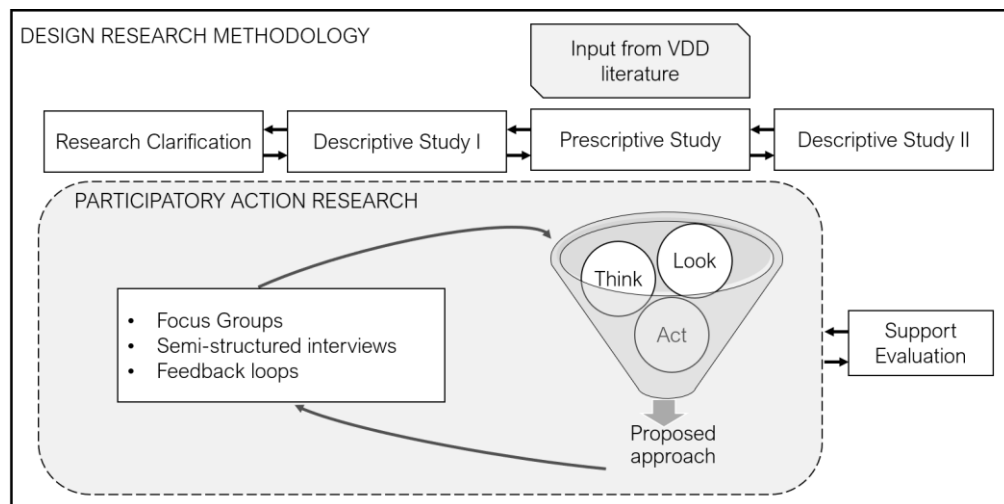 DESIGN RESEARCH METHODOLOGY
Input from VDD
literature
Research Clarification
Descriptive Study I
Prescriptive Study
Descriptive Study II
PARTICIPATORY ACTION RESEARCH
• Focus Groups
• Semi-structured interviews
• Feedback loops
Think
Look
Act
Proposed
approach
Support
Evaluation